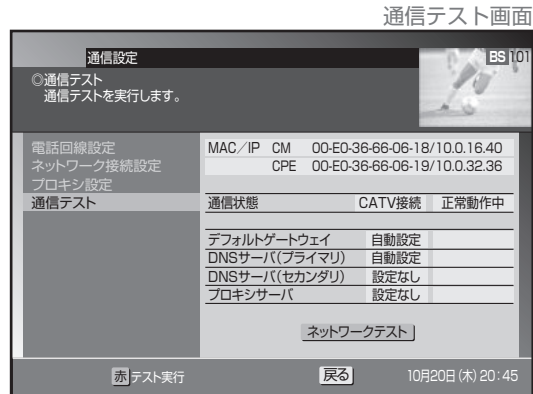 通信テスト画面
通信設定
BS 101
◎通信テスト
通信テストを実行します。
電話回線設定
ネットワーク接続設定
プロキシ設定
通信テスト
MAC／IP CM 00-E0-36-66-06-18/10.0.16.40
CPE 00-E0-36-66-06-19/10.0.32.36
通信状態 CATV接続 正常動作中
デフォルトゲートウェイ 自動設定
DNSサーバ(プライマリ) 自動設定
DNSサーバ(セカンダリ) 設定なし
プロキシサーバ 設定なし
ネットワークテスト
赤 テスト実行 戻る 10月20日(木) 20:45